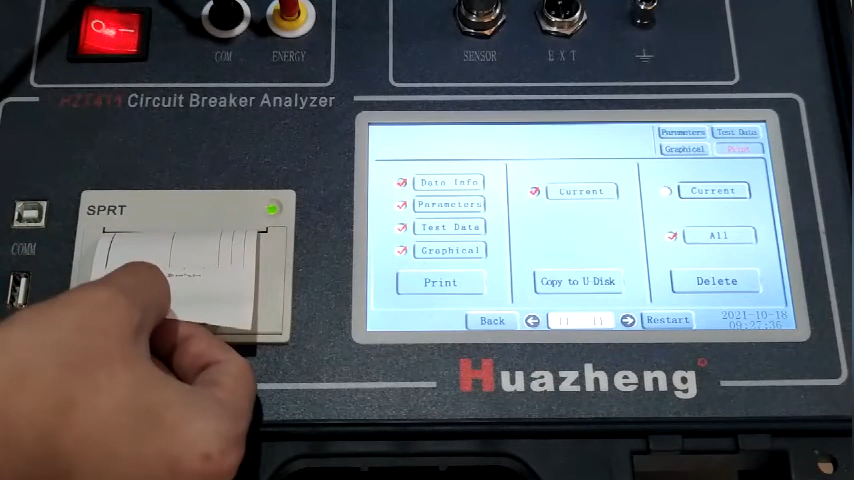 COM
ENERGY
SENSOR
EXT
Circuit Breaker Analyzer
Parameters
Test Data
Graphical
Print
SPRT
COMM
Data Info
Parameters
Test Data
Graphical
Print
Current
Copy to U-Disk
Current
All
Delete
Back
Restart
2021-10-18
09:27:36
Huazheng